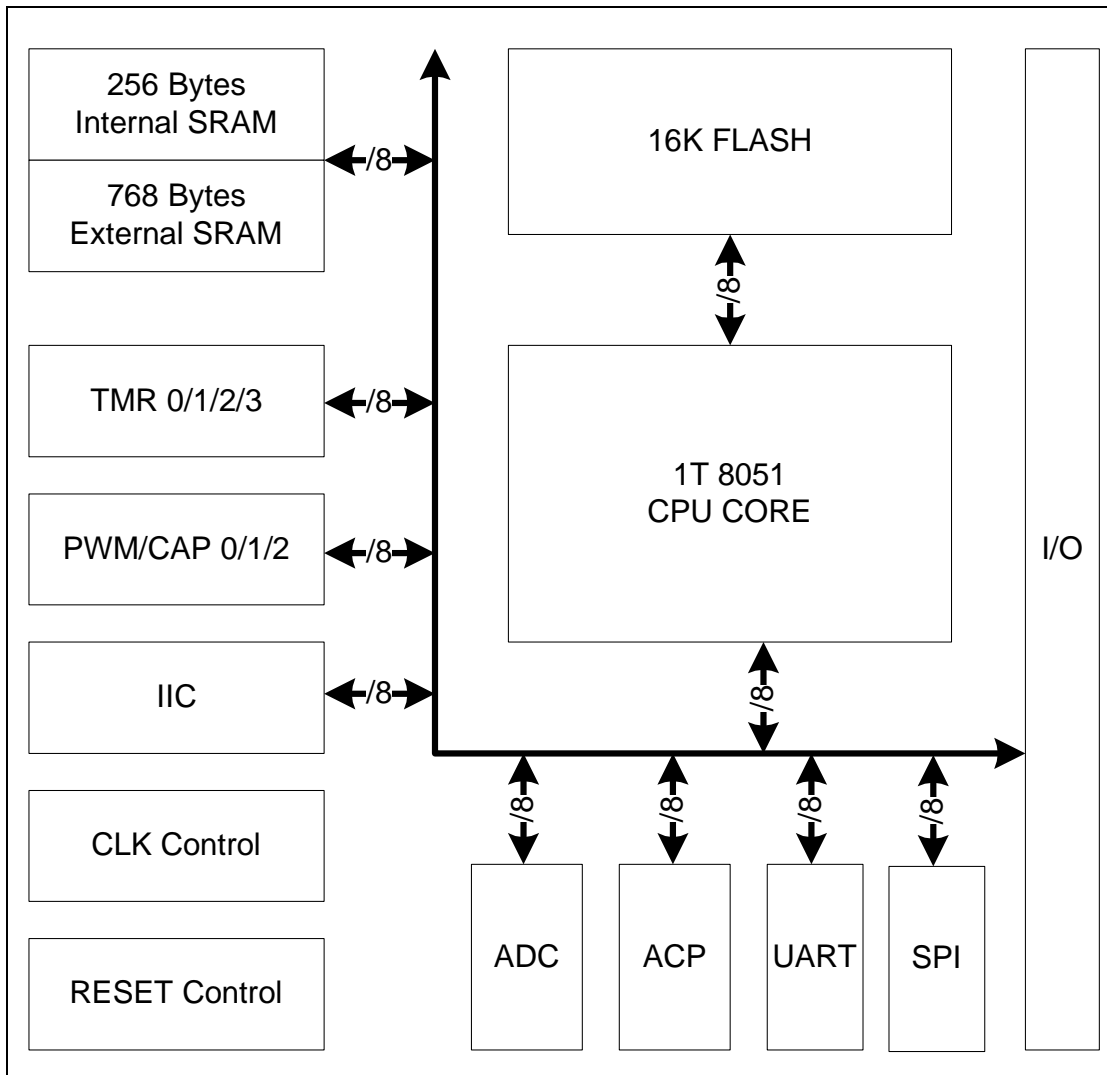 256 Bytes
Internal SRAM
768 Bytes
External SRAM
/8
16K FLASH
/8
TMR 0/1/2/3
/8
1T 8051
CPU CORE
PWM/CAP 0/1/2
/8
I/O
IIC
/8
/8
CLK Control
/8
/8
/8
/8
RESET Control
ADC
ACP
UART
SPI